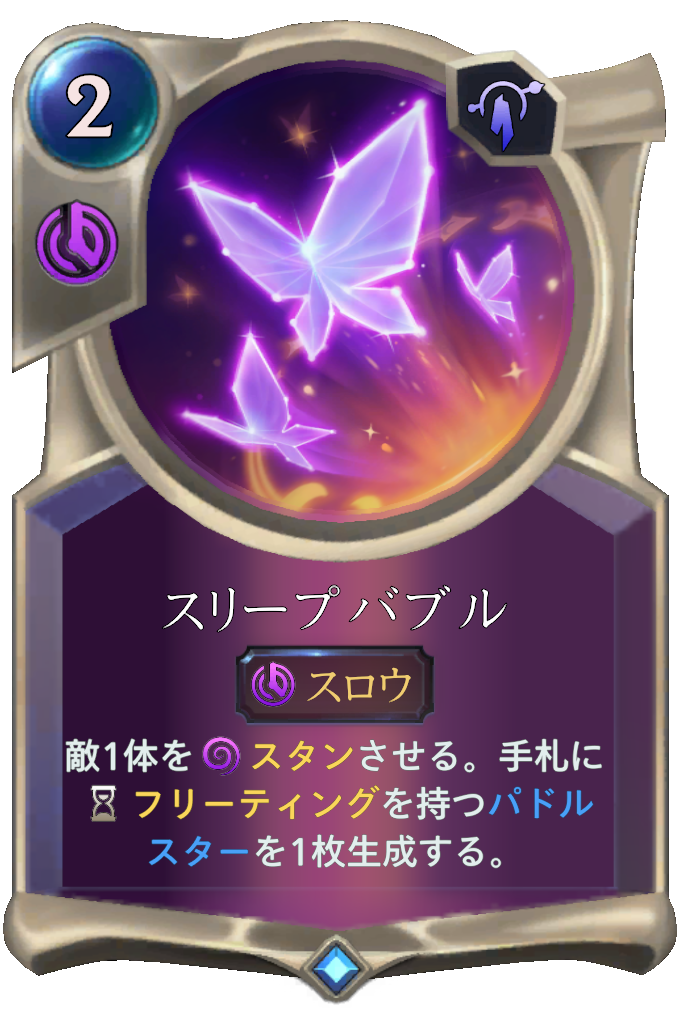 2
スリープバブル
スロウ
敵1体をスタンさせる。手札に
フリーティングを持つパドル
スターを1枚生成する。